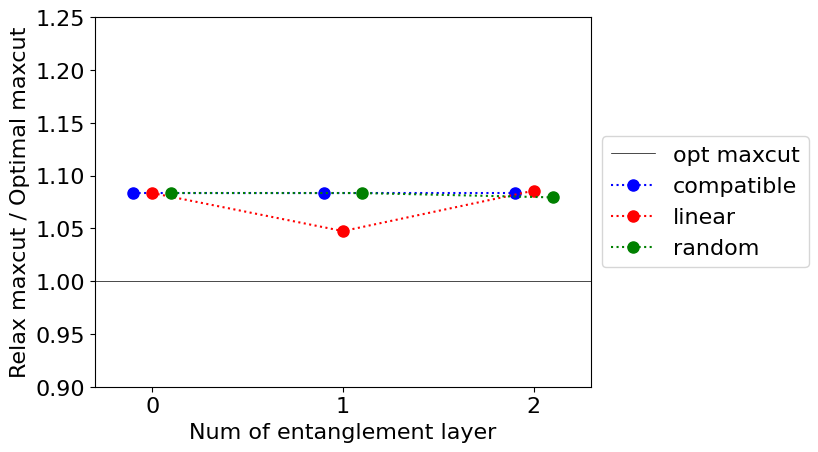 Relax maxcut / Optimal maxcut
1.25
1.20
1.15
1.10
1.05
1.00
0.95
0.90
0
1
2
Num of entanglement layer
opt maxcut
compatible
linear
random